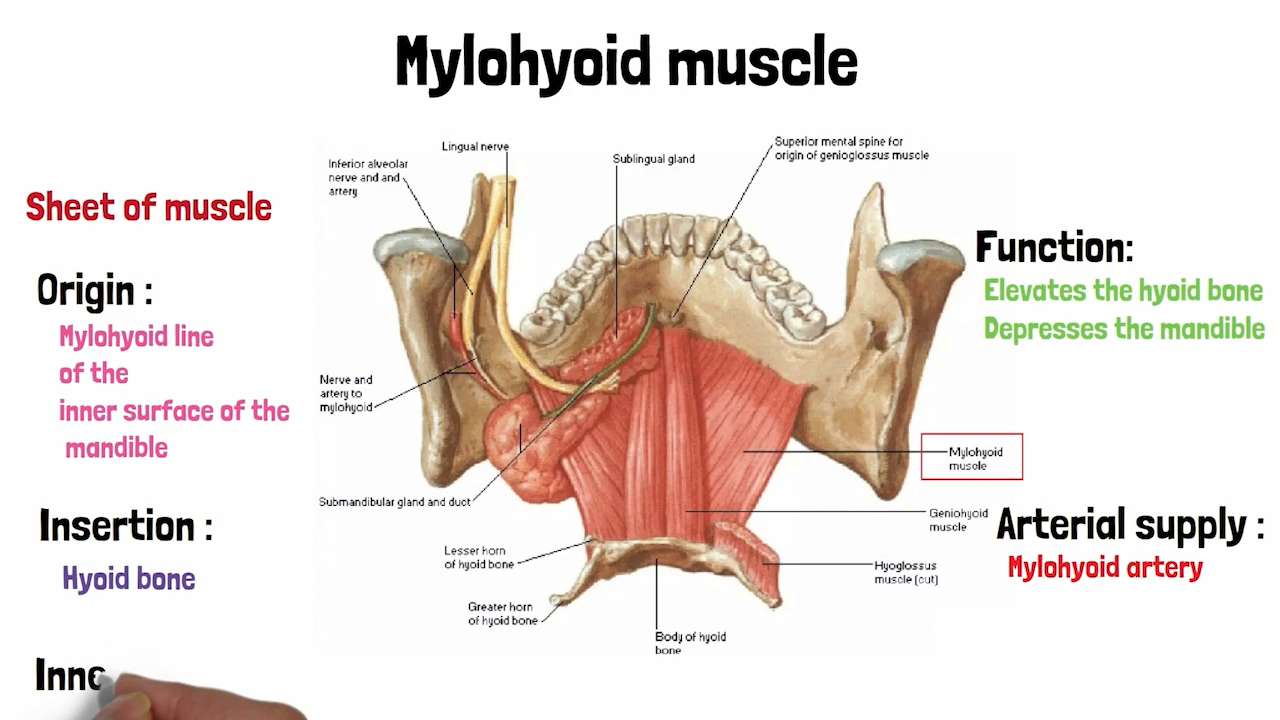 Mylohyoid muscle
Sheet of muscle
Origin :
Mylohyoid line
of the
inner surface of the
mandible
Insertion :
Hyoid bone
Inne
Lingual nerve
Inferior alveolar
nerve and and
artery
Sublingual gland
Superior mental spine for
origin of genioglossus muscle
Nerve and
artery to
mylohyoid
Submandibular gland and duct
Lesser horn
of hyoid bone
Greater horn
of hyoid bone
Body of hyoid
bone
Mylohyoid
muscle
Geniohyoid
muscle
Hyoglossus
muscle (cut)
Function:
Elevates the hyoid bone
Depresses the mandible
Arterial supply :
Mylohyoid artery